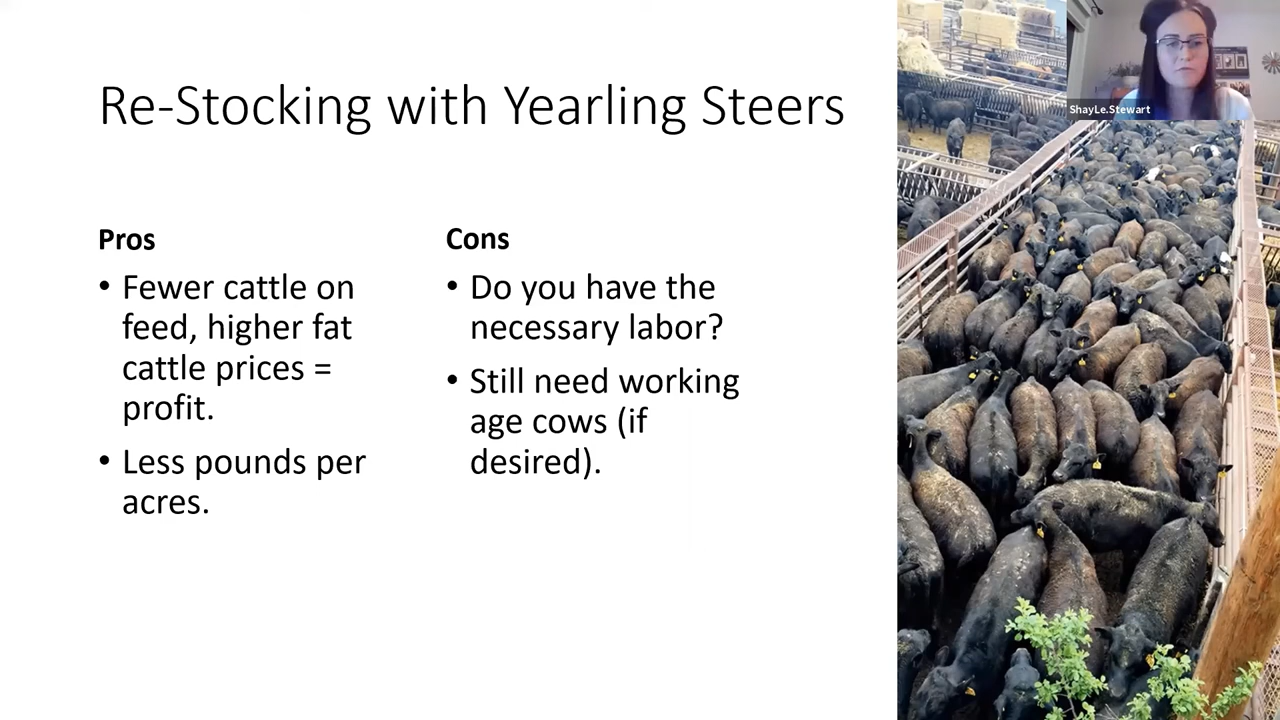 Re-Stocking with Yearling Steers
ShayLe.Stewart
Pros
• Fewer cattle on
feed, higher fat
cattle prices =
profit.
• Less pounds per
acres.
Cons
• Do you have the
necessary labor?
• Still need working
age cows (if
desired).